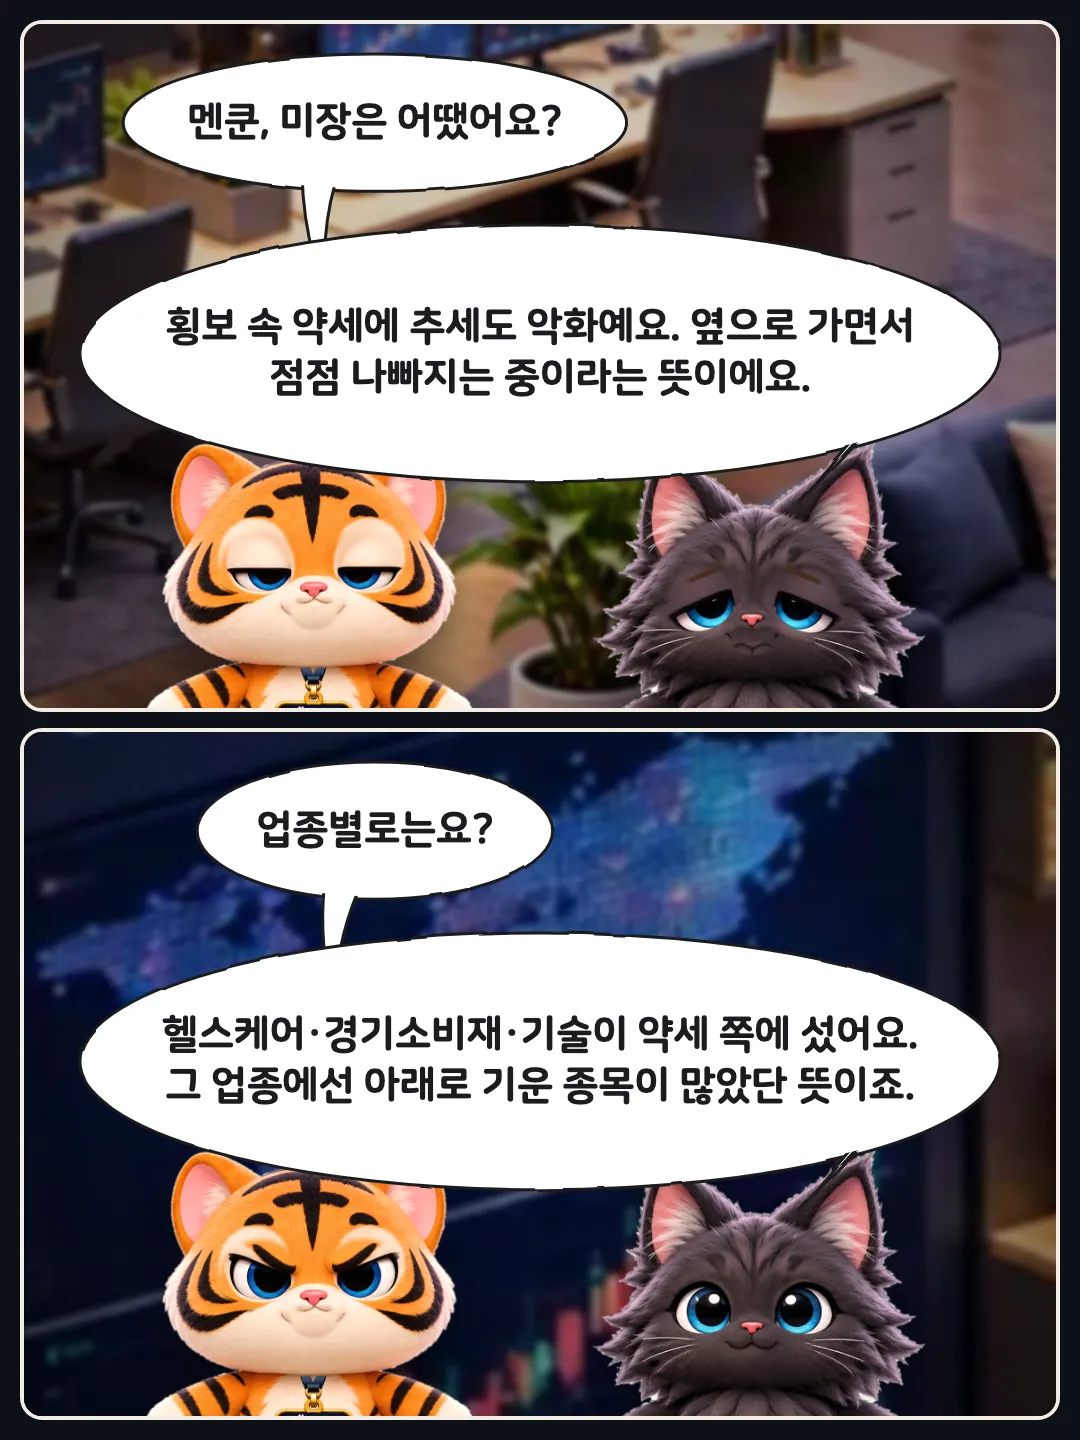 멘쿤, 미장은 어땠어요?
횡보 속 약세에 추세도 악화예요. 옆으로 가면서
점점 나빠지는 중이라는 뜻이에요.
업종별로는요?
헬스케어·경기소비재·기술이 약세 쪽에 섰어요.
그 업종에선 아래로 기운 종목이 많았단 뜻이죠.